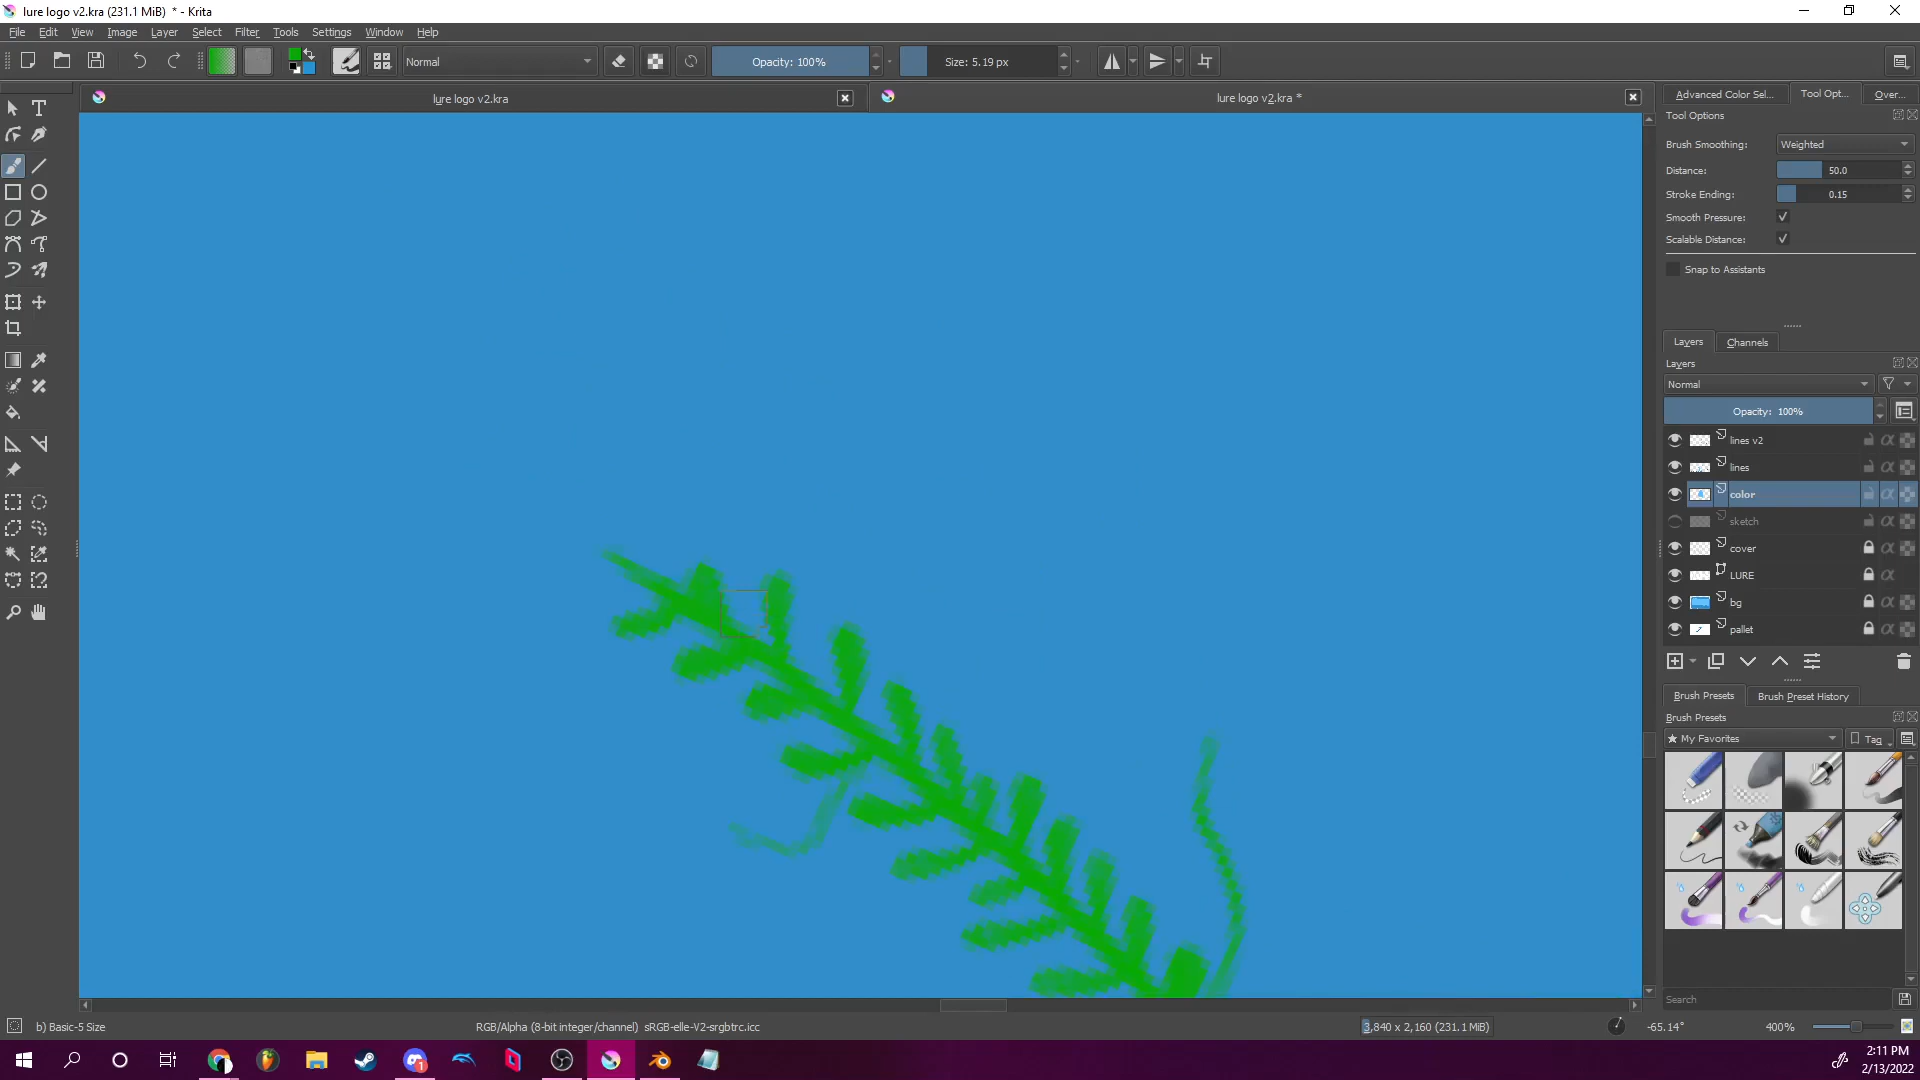 lure logo v2.kra (231.1 MiB)  * - Krita
File Edit View Image Layer Select Filter Tools Settings Window Help
Normal Opacity: 100% Size: 5.19 px
lure logo v2.kra lure logo v2.kra *
Advanced Color Sel... Tool Opt... Over...
Tool Options
Brush Smoothing: Weighted
Distance: 50.0
Stroke Ending: 0.15
Smooth Pressure:
Scalable Distance:
Snap to Assistants
Layers Channels
Layers
Normal
Opacity: 100%
lines v2
lines
color
sketch
cover
LURE
bg
pallet
Brush Presets Brush Preset History
Brush Presets
★ My Favorites Tag
Search
b) Basic-5 Size RGB/Alpha (8-bit integer/channel)  sRGB-elle-V2-srgbtrc.icc 3,840 x 2,160 (231.1 MiB) -65.14° 400%
1
2:11 PM
2/13/2022